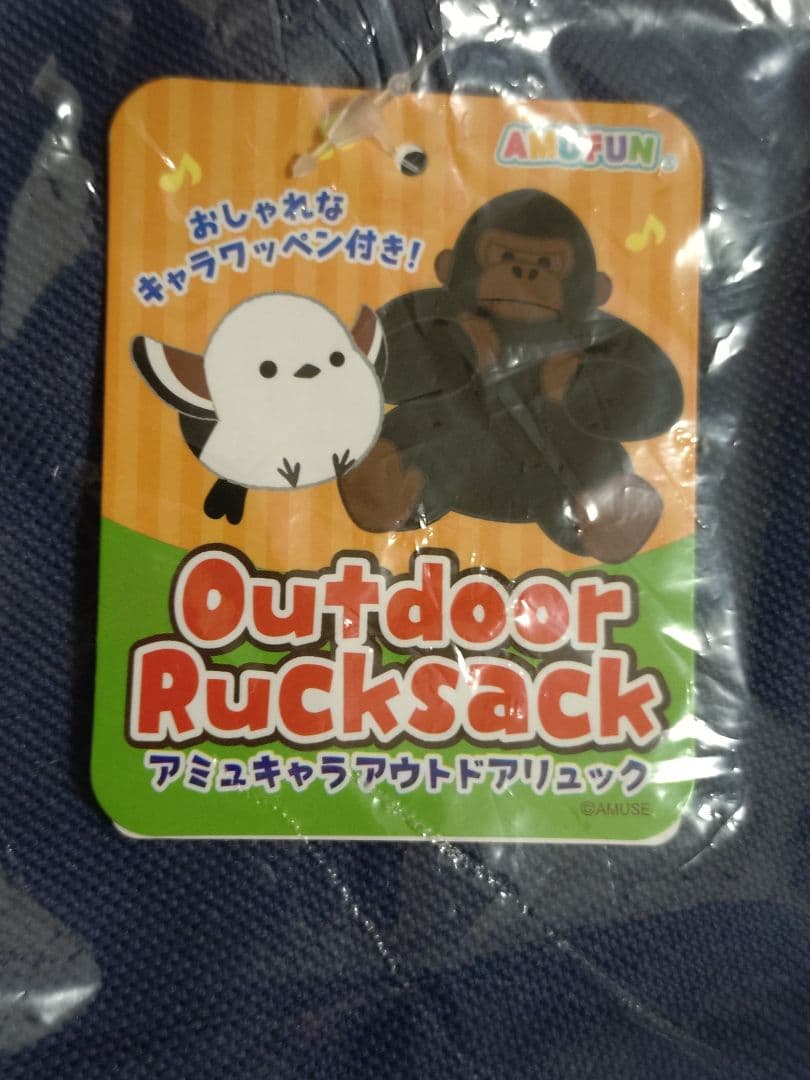 AMUFUN
おしゃれな
キャラワッペン付き!
Outdoor
Rucksack
アミュキャラアウトドアリュック
©AMUSE